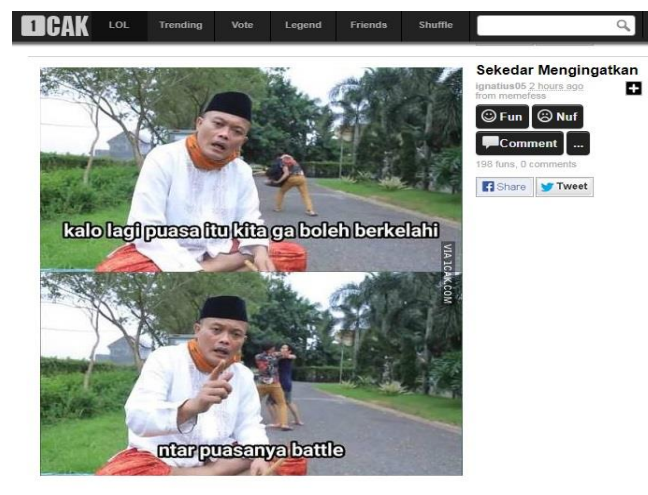 1CAK
LOL Trending Vote Legend Friends Shuffle
Sekedar Mengingatkan
ignatius05 2 hours ago
from memefess
Fun Nuf
Comment ...
198 funs, 0 comments
Share Tweet
kalo lagi puasa itu kita ga boleh berkelahi
VIA 1CAK.COM
ntar puasanya battle